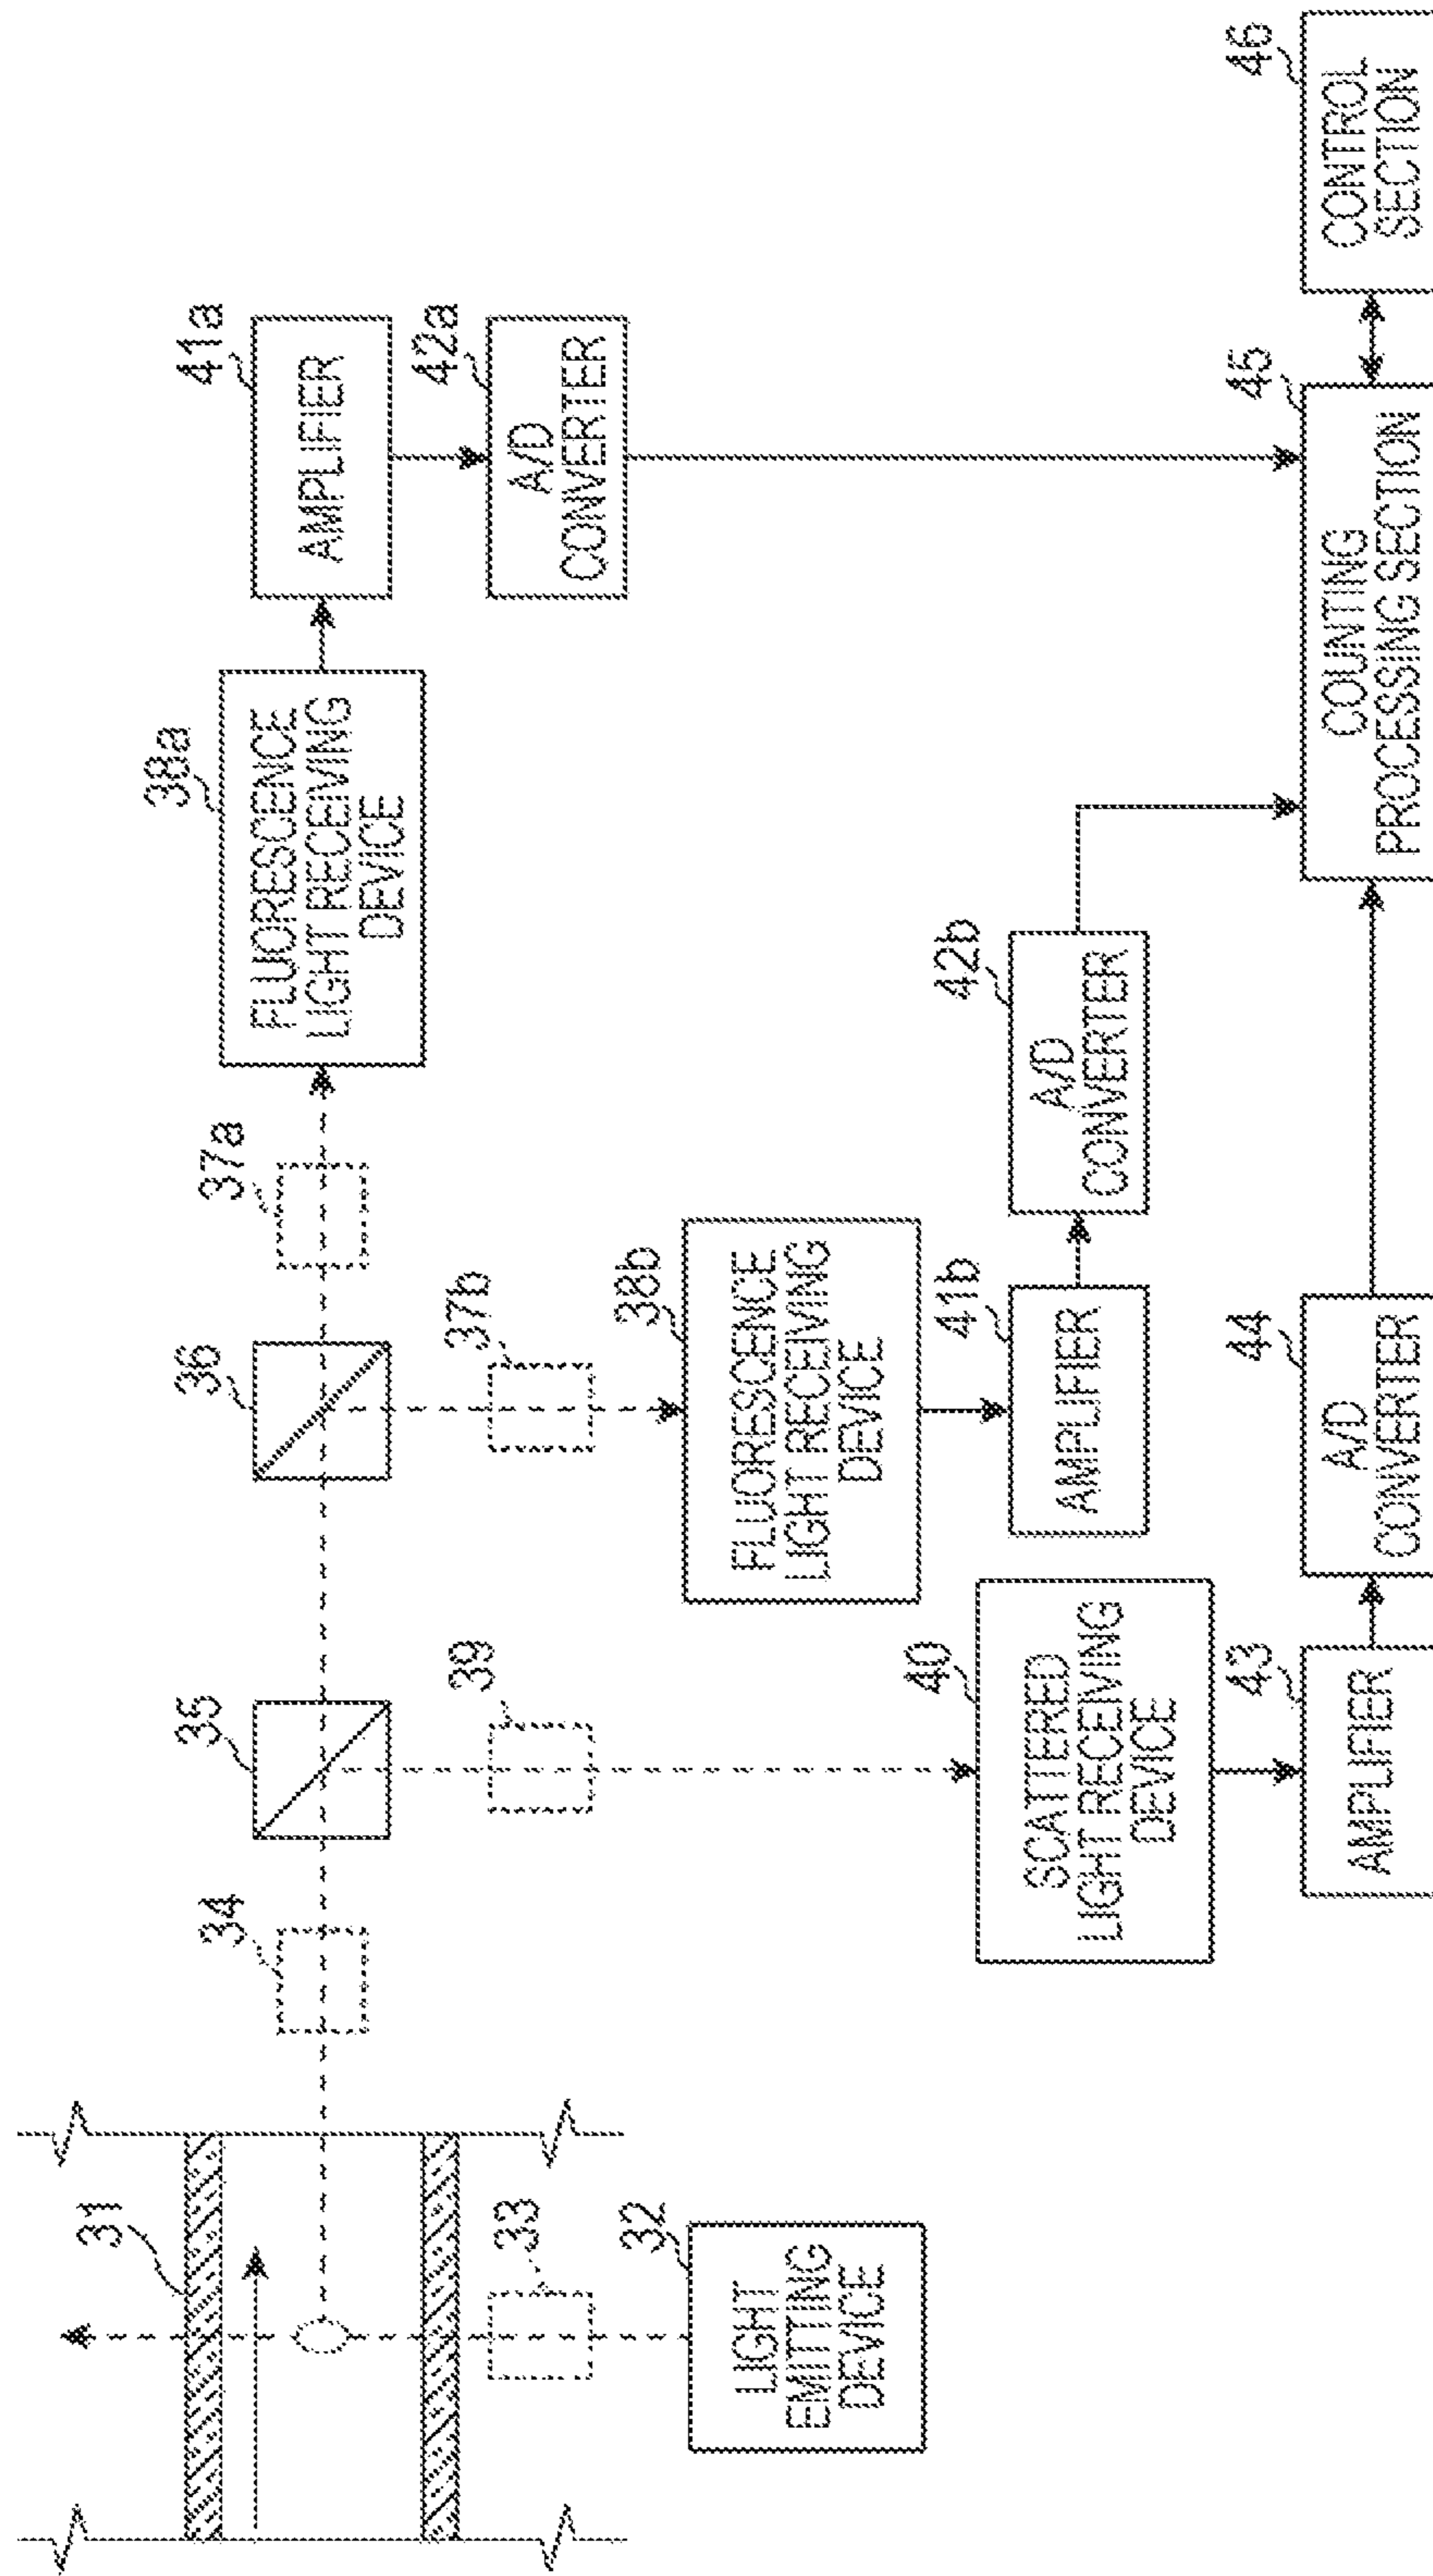 31
34
35
36
37a
38a
FLUORESCENCE
LIGHT RECEIVING
DEVICE
41a
AMPLIFIER
42a
A/D
CONVERTER
33
32
LIGHT
EMITTING
DEVICE
39
37b
38b
FLUORESCENCE
LIGHT RECEIVING
DEVICE
40
SCATTERED
LIGHT RECEIVING
DEVICE
41b
AMPLIFIER
42b
A/D
CONVERTER
43
AMPLIFIER
44
A/D
CONVERTER
45
COUNTING
PROCESSING SECTION
46
CONTROL
SECTION